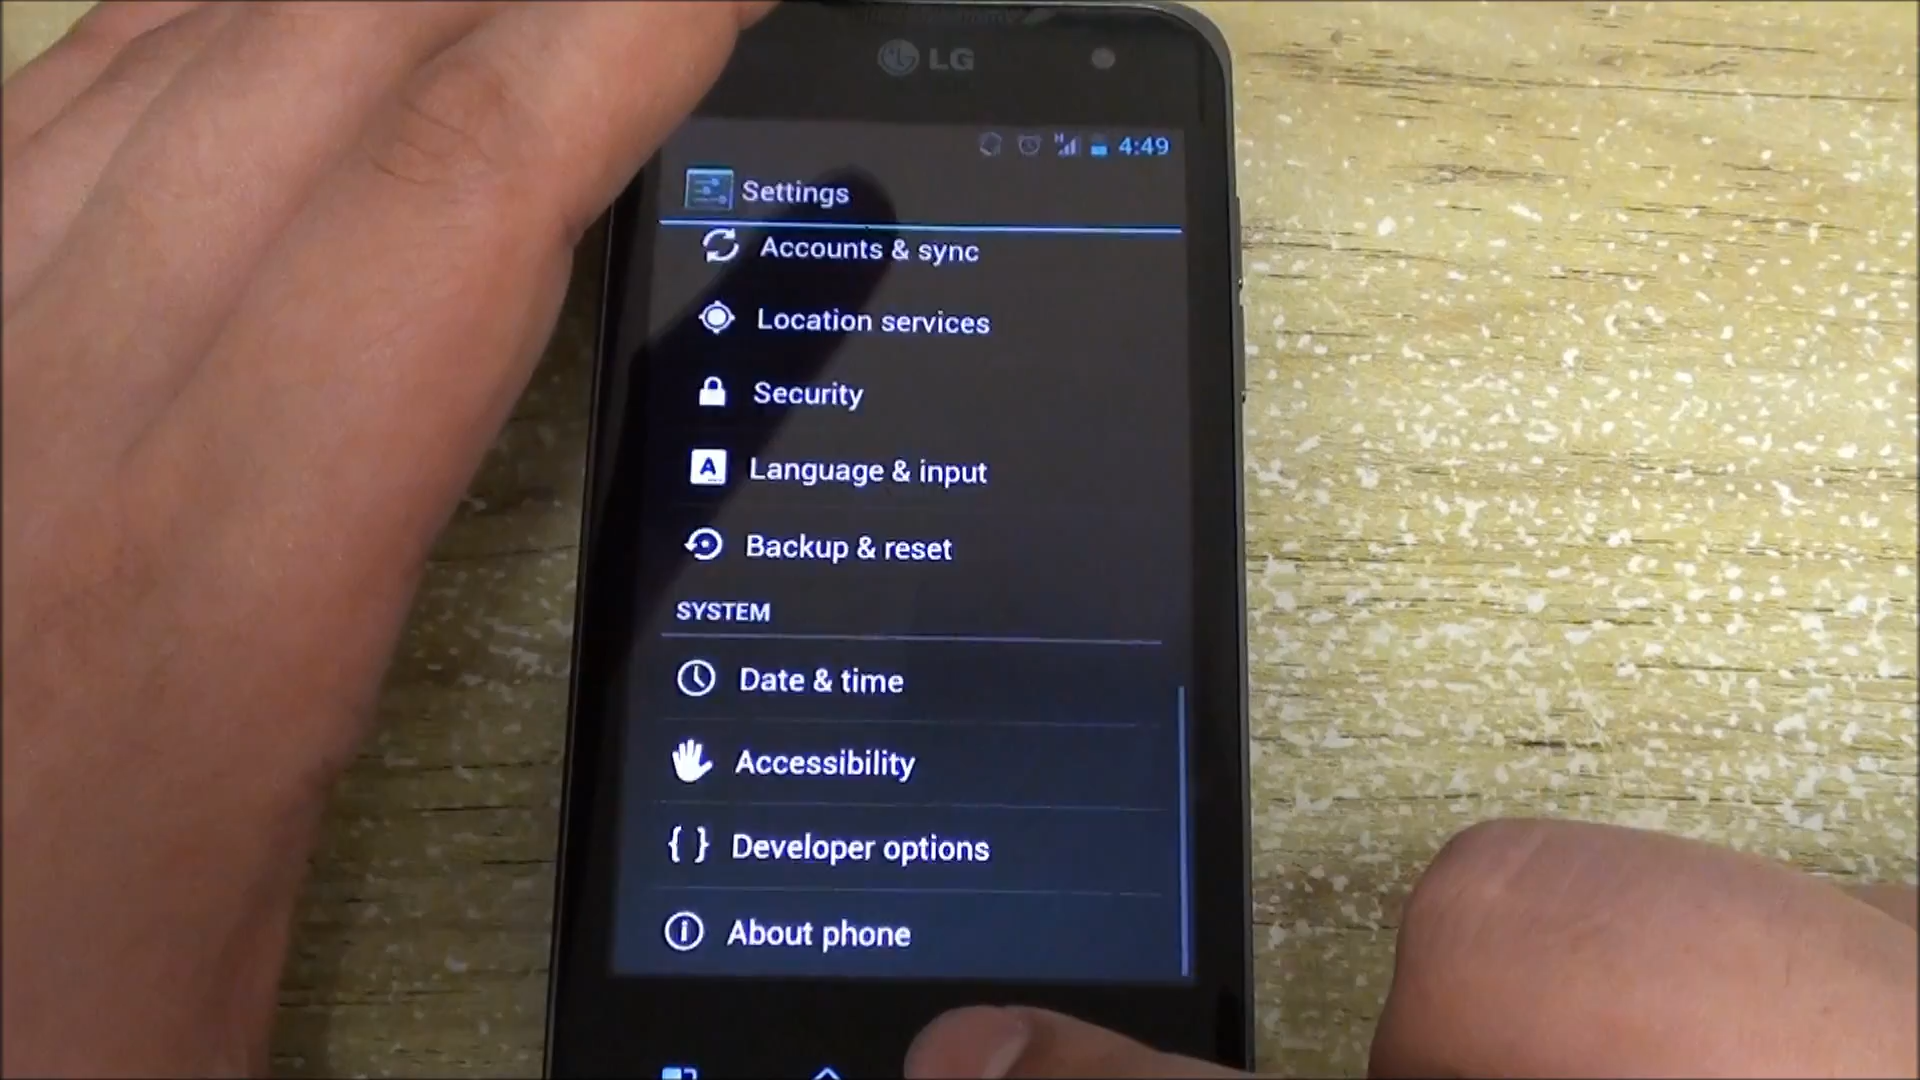 LG
4:49
Settings
Accounts & sync
Location services
Security
A Language & input
Backup & reset
SYSTEM
Date & time
Accessibility
{ } Developer options
About phone